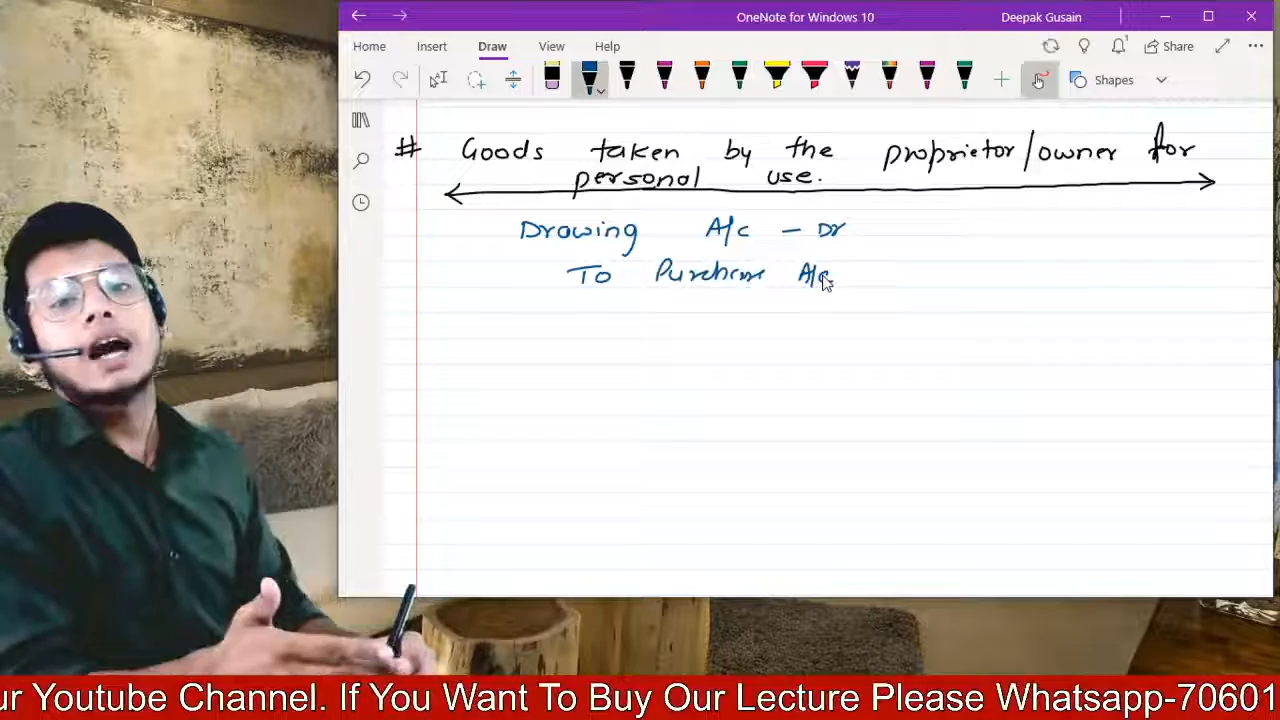 OneNote for Windows 10
Deepak Gusain
Home Insert Draw View Help
Share
Shapes
# Goods taken by the proprietor/owner for
personal use.
Drawing A/c - Dr
To Purchase A/c
ur Youtube Channel. If You Want To Buy Our Lecture Please Whatsapp-70601